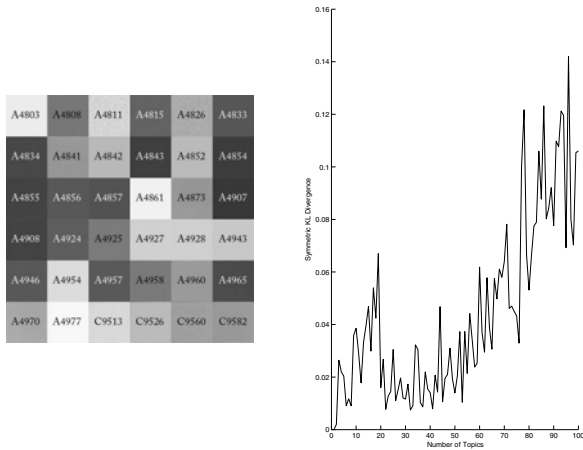 A4803 A4808 A4811 A4815 A4826 A4833
A4834 A4841 A4842 A4843 A4852 A4854
A4855 A4856 A4857 A4861 A4873 A4907
A4908 A4924 A4925 A4927 A4928 A4943
A4946 A4954 A4957 A4958 A4960 A4965
A4970 A4977 C9513 C9526 C9560 C9582
0.16
0.14
0.12
0.1
0.08
0.06
0.04
0.02
0
Symmetric KL Divergence
0 10 20 30 40 50 60 70 80 90 100
Number of Topics